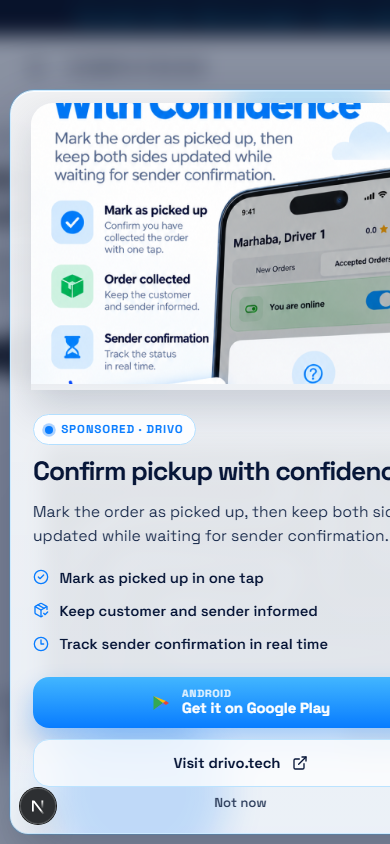 With Confidence
Mark the order as picked up, then
keep both sides updated while
waiting for sender confirmation.
Mark as picked up
Confirm you have
collected the order
with one tap.
Order collected
Keep the customer
and sender informed.
Sender confirmation
Track the status
in real time.
9:41
Marhaba, Driver 1
0.0
New Orders
Accepted Orders
You are online
SPONSORED · DRIVO
Confirm pickup with confidenc
Mark the order as picked up, then keep both sid
updated while waiting for sender confirmation.
Mark as picked up in one tap
Keep customer and sender informed
Track sender confirmation in real time
ANDROID
Get it on Google Play
Visit drivo.tech
Not now
N